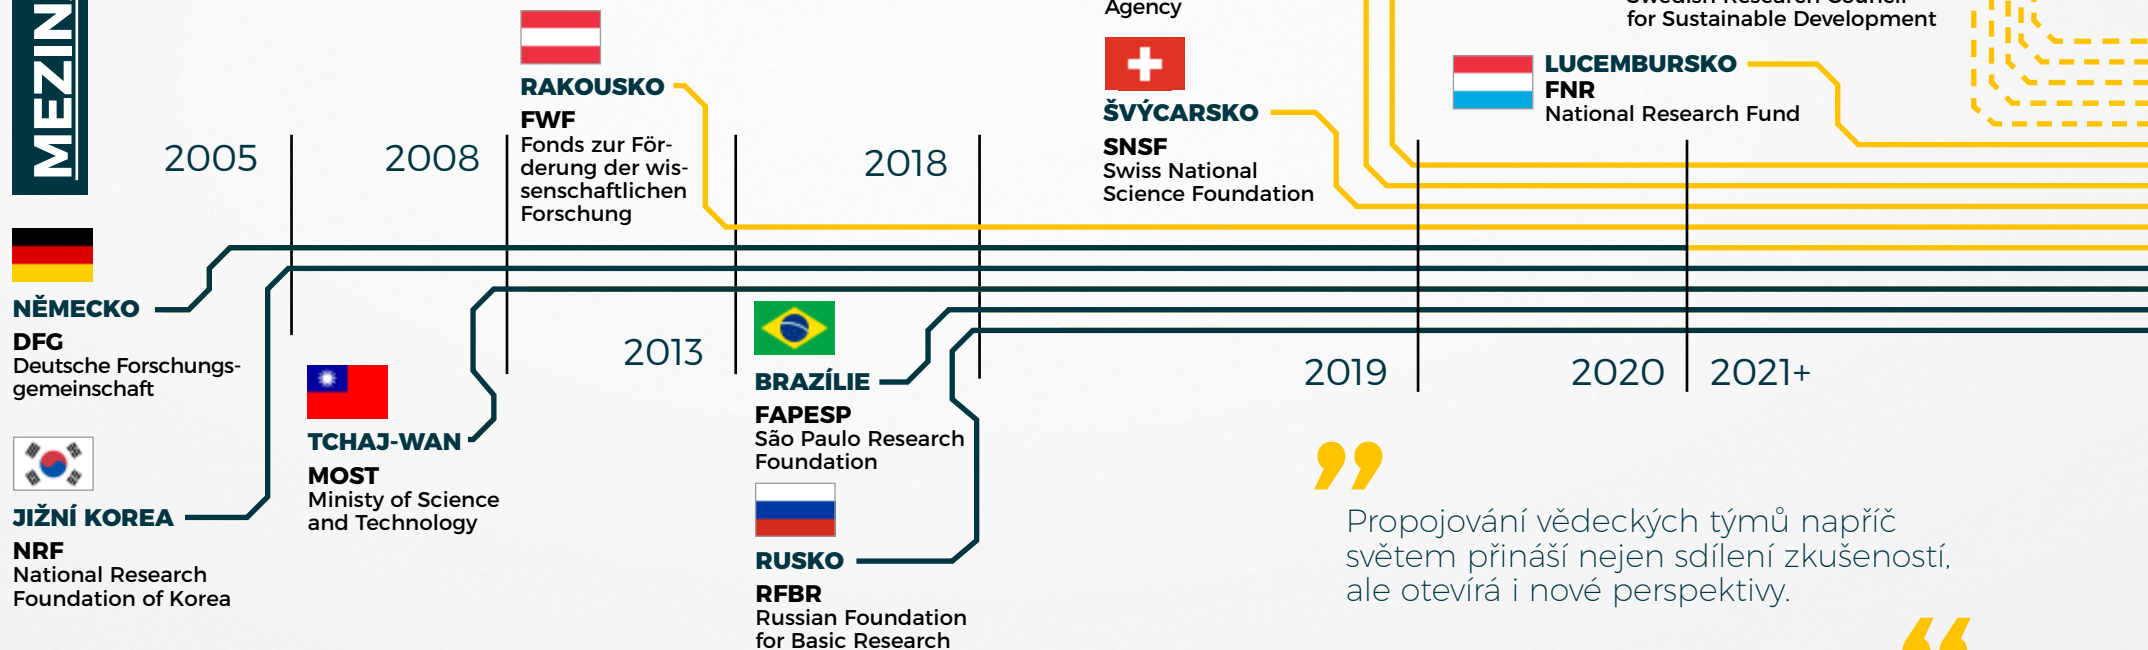 MEZIN
Agency
for Sustainable Development
LUCEMBURSKO
FNR
National Research Fund
RAKOUSKO
FWF
Fonds zur För-
derung der wis-
senschaftlichen
Forschung
ŠVÝCARSKO
SNSF
Swiss National
Science Foundation
2005
2008
2018
NĚMECKO
DFG
Deutsche Forschungs-
gemeinschaft
JIŽNÍ KOREA
NRF
National Research
Foundation of Korea
TCHAJ-WAN
MOST
Ministy of Science
and Technology
2013
BRAZÍLIE
FAPESP
São Paulo Research
Foundation
RUSKO
RFBR
Russian Foundation
for Basic Research
2019
2020
2021+
”
Propojování vědeckých týmů napříč
světem přináší nejen sdílení zkušeností,
ale otevírá i nové perspektivy.
“